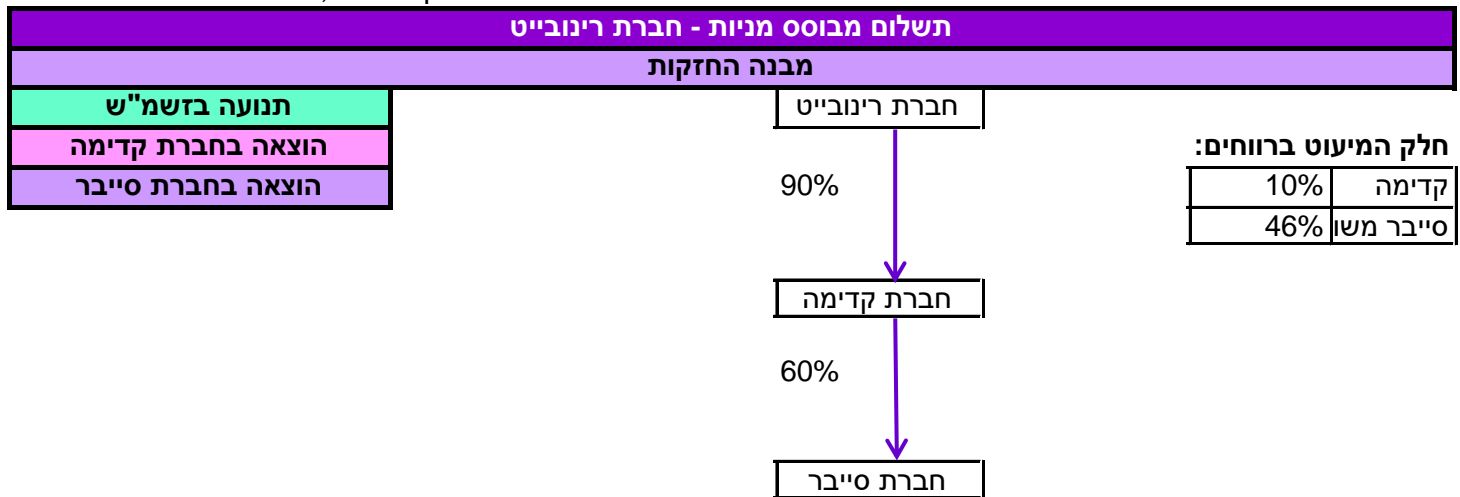 תשלום מבוסס מניות - חברת רינובייט
מבנה החזקות
תנועה בזשמ"ש
הוצאה בחברת קדימה
הוצאה בחברת סייבר
חברת רינובייט
90%
חברת קדימה
60%
חברת סייבר
חלק המיעוט ברווחים:
קדימה 10%
סייבר משו 46%